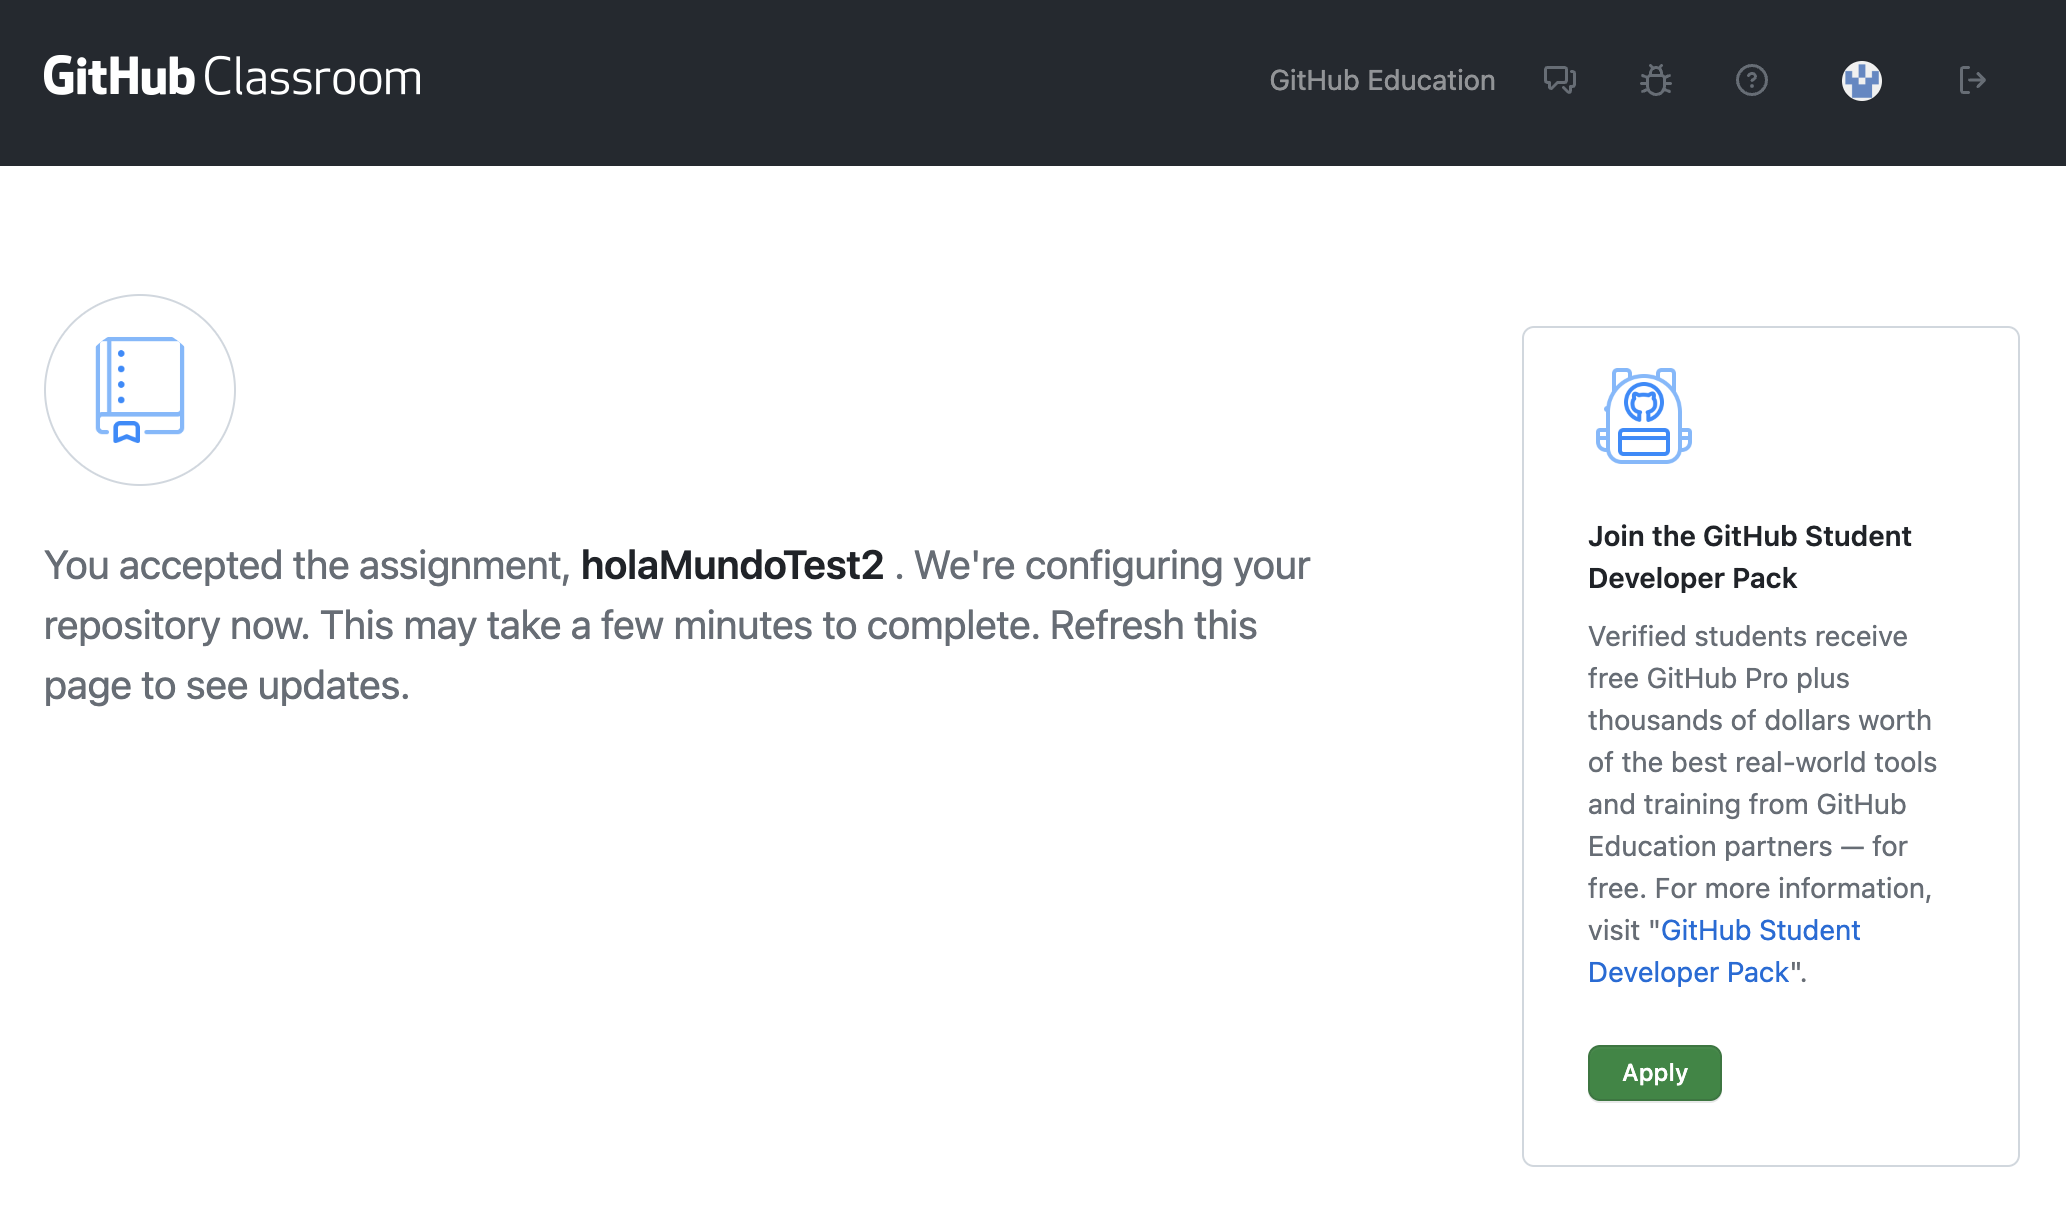 GitHub Classroom
GitHub Education
You accepted the assignment, holaMundoTest2 . We're configuring your
repository now. This may take a few minutes to complete. Refresh this
page to see updates.
Join the GitHub Student
Developer Pack
Verified students receive
free GitHub Pro plus
thousands of dollars worth
of the best real-world tools
and training from GitHub
Education partners — for
free. For more information,
visit "GitHub Student
Developer Pack".
Apply